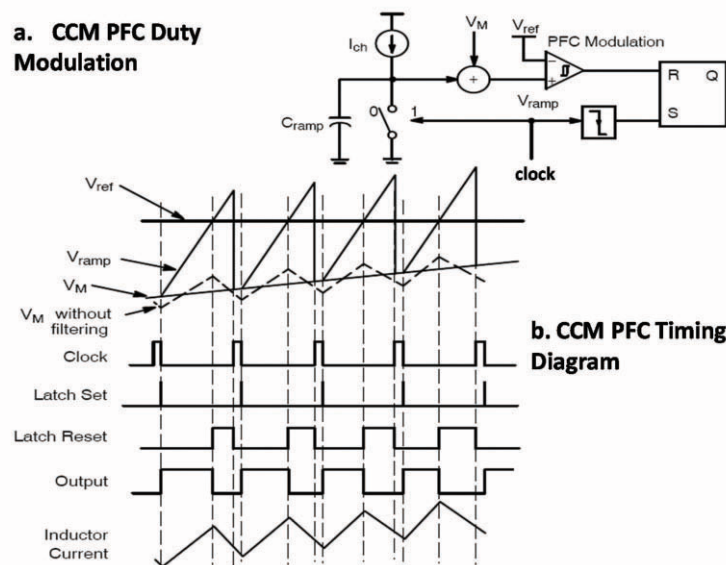 a. CCM PFC Duty
Modulation
I_ch
V_M
V_ref
PFC Modulation
−
+
+
R Q
S
C_ramp
0 1
V_ramp
clock
V_ref
V_ramp
V_M
V_M without
filtering
b. CCM PFC Timing
Diagram
Clock
Latch Set
Latch Reset
Output
Inductor
Current